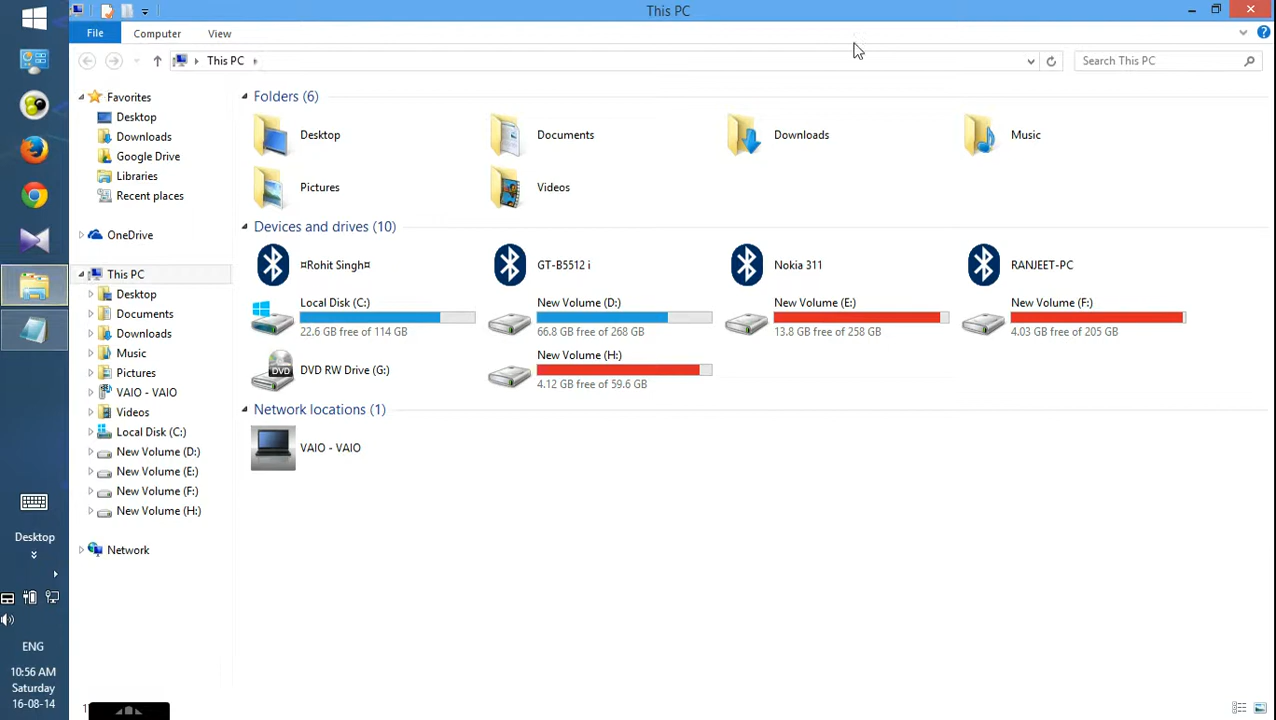 This PC
File Computer View
This PC
Search This PC
Favorites
Desktop
Downloads
Google Drive
Libraries
Recent places
OneDrive
This PC
Desktop
Documents
Downloads
Music
Pictures
VAIO - VAIO
Videos
Local Disk (C:)
New Volume (D:)
New Volume (E:)
New Volume (F:)
New Volume (H:)
Network
Folders (6)
Desktop
Documents
Downloads
Music
Pictures
Videos
Devices and drives (10)
¤Rohit Singh¤
GT-B5512 i
Nokia 311
RANJEET-PC
Local Disk (C:)
22.6 GB free of 114 GB
New Volume (D:)
66.8 GB free of 268 GB
New Volume (E:)
13.8 GB free of 258 GB
New Volume (F:)
4.03 GB free of 205 GB
DVD
DVD RW Drive (G:)
New Volume (H:)
4.12 GB free of 59.6 GB
Network locations (1)
VAIO - VAIO
Desktop
ENG
10:56 AM
Saturday
16-08-14